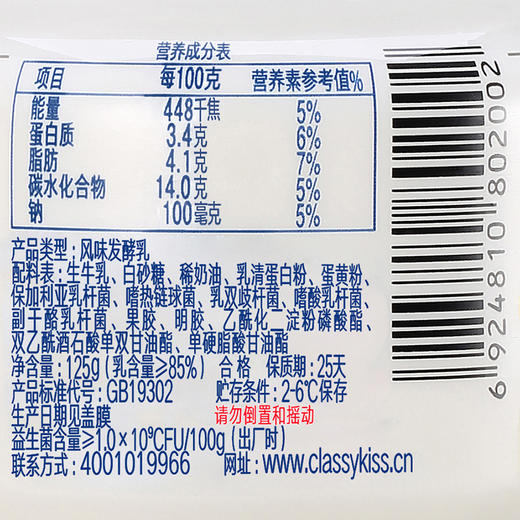 营养成分表
项目 每100克 营养素参考值%
能量 448千焦 5%
蛋白质 3.4克 6%
脂肪 4.1克 7%
碳水化合物 14.0克 5%
钠 100毫克 5%
产品类型：风味发酵乳
配料表：生牛乳、白砂糖、稀奶油、乳清蛋白粉、蛋黄粉、
保加利亚乳杆菌、嗜热链球菌、乳双歧杆菌、嗜酸乳杆菌、
副干酪乳杆菌、果胶、明胶、乙酰化二淀粉磷酸酯、
双乙酰酒石酸单双甘油酯、单硬脂酸甘油酯
净含量：125g（乳含量≥85%） 合格 保质期：25天
产品标准代号：GB19302 贮存条件：2-6℃保存
生产日期见盖膜 请勿倒置和摇动
益生菌含量≥1.0×10⁹CFU/100g（出厂时）
联系方式：4001019966 网址：www.classykiss.cn
6924810802002